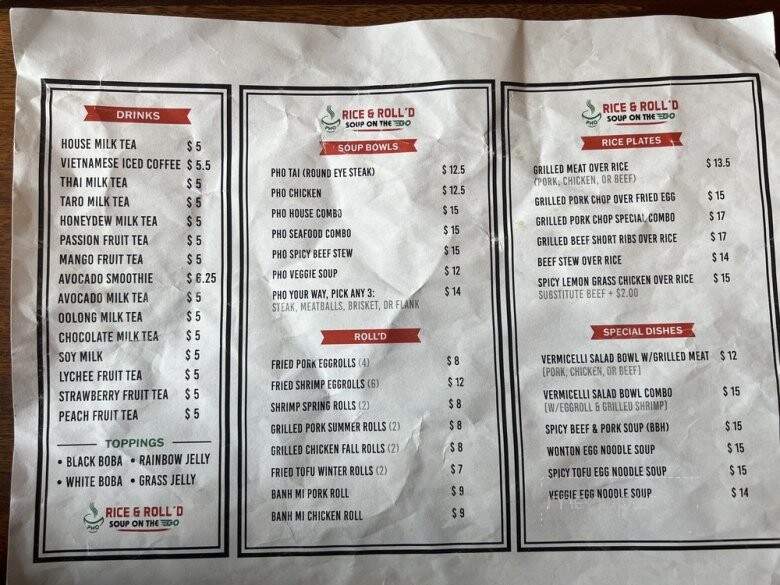 DRINKS
HOUSE MILK TEA $ 5
VIETNAMESE ICED COFFEE $ 5.5
THAI MILK TEA $ 5
TARO MILK TEA $ 5
HONEYDEW MILK TEA $ 5
PASSION FRUIT TEA $ 5
MANGO FRUIT TEA $ 5
AVOCADO SMOOTHIE $ 6.25
AVOCADO MILK TEA $ 5
OOLONG MILK TEA $ 5
CHOCOLATE MILK TEA $ 5
SOY MILK $ 5
LYCHEE FRUIT TEA $ 5
STRAWBERRY FRUIT TEA $ 5
PEACH FRUIT TEA $ 5
TOPPINGS
• BLACK BOBA • RAINBOW JELLY
• WHITE BOBA • GRASS JELLY
PHO
RICE & ROLL'D
SOUP ON THE GO
PHO
RICE & ROLL'D
SOUP ON THE GO
SOUP BOWLS
PHO TAI (ROUND EYE STEAK) $ 12.5
PHO CHICKEN $ 12.5
PHO HOUSE COMBO $ 15
PHO SEAFOOD COMBO $ 15
PHO SPICY BEEF STEW $ 15
PHO VEGGIE SOUP $ 12
PHO YOUR WAY, PICK ANY 3: $ 14
STEAK, MEATBALLS, BRISKET, OR FLANK
ROLL'D
FRIED PORK EGGROLLS (4) $ 8
FRIED SHRIMP EGGROLLS (6) $ 12
SHRIMP SPRING ROLLS (2) $ 8
GRILLED PORK SUMMER ROLLS (2) $ 8
GRILLED CHICKEN FALL ROLLS (2) $ 8
FRIED TOFU WINTER ROLLS (2) $ 7
BANH MI PORK ROLL $ 9
BANH MI CHICKEN ROLL $ 9
PHO
RICE & ROLL'D
SOUP ON THE GO
RICE PLATES
GRILLED MEAT OVER RICE $ 13.5
(PORK, CHICKEN, OR BEEF)
GRILLED PORK CHOP OVER FRIED EGG $ 15
GRILLED PORK CHOP SPECIAL COMBO $ 17
GRILLED BEEF SHORT RIBS OVER RICE $ 17
BEEF STEW OVER RICE $ 14
SPICY LEMON GRASS CHICKEN OVER RICE $ 15
SUBSTITUTE BEEF + $2.00
SPECIAL DISHES
VERMICELLI SALAD BOWL W/GRILLED MEAT $ 12
[PORK, CHICKEN, OR BEEF]
VERMICELLI SALAD BOWL COMBO $ 15
[W/EGGROLL & GRILLED SHRIMP]
SPICY BEEF & PORK SOUP (BBH) $ 15
WONTON EGG NOODLE SOUP $ 15
SPICY TOFU EGG NOODLE SOUP $ 15
VEGGIE EGG NOODLE SOUP $ 14